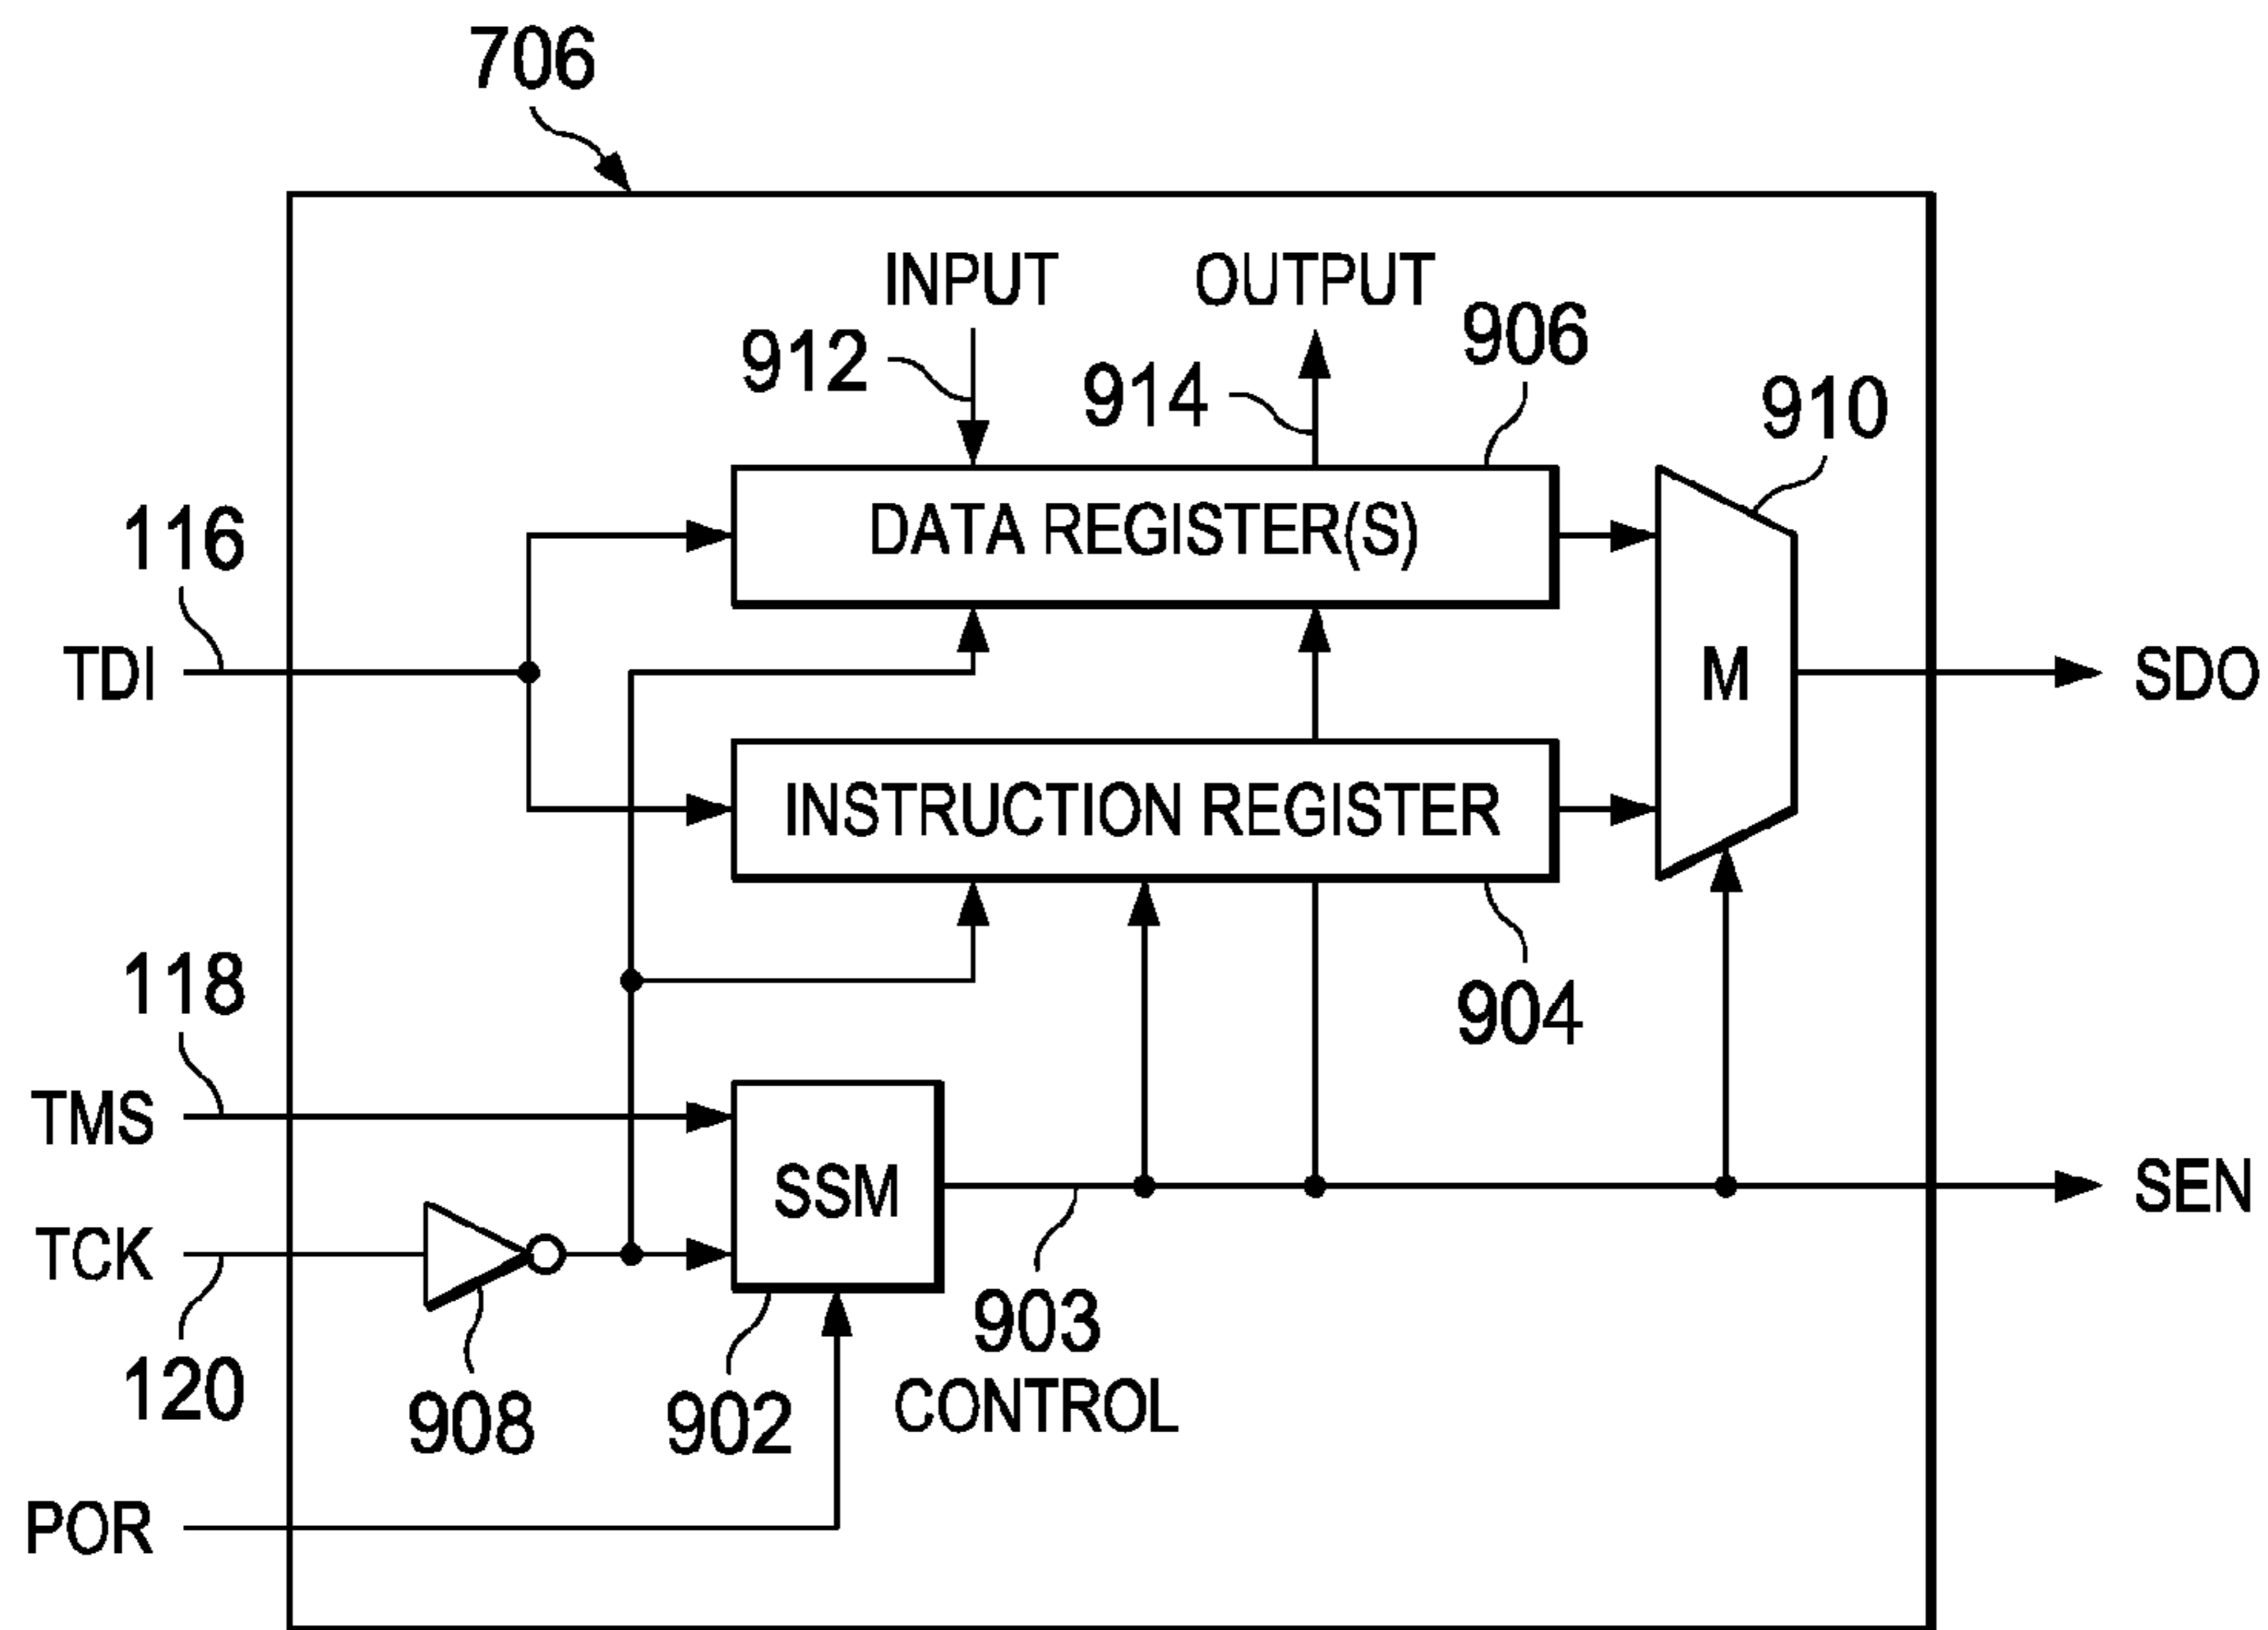 706
INPUT
OUTPUT
912
914
906
910
116
DATA REGISTER(S)
TDI
M
SDO
INSTRUCTION REGISTER
118
904
TMS
SSM
SEN
TCK
120
908
902
903
CONTROL
POR